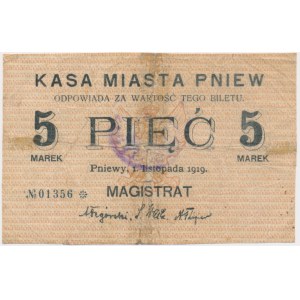 KASA MIASTA PNIEW
ODPOWIADA ZA WARTOŚĆ TEGO BILETU.
5 PIĘĆ 5
MAREK MAREK
Pniewy, 1. listopada 1919.
№ 01356 MAGISTRAT